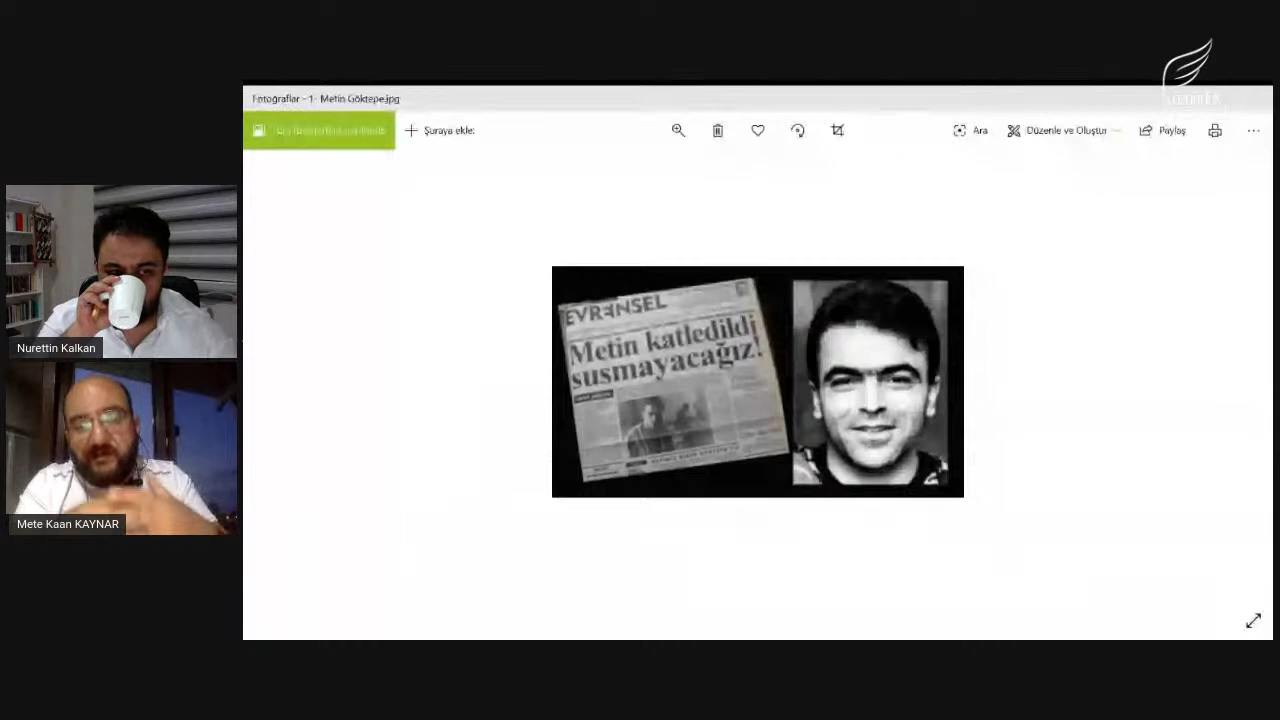 Fotoğraflar - 1- Metin Göktepe.jpg
Şuraya ekle:
Ara
Düzenle ve Oluştur
Paylaş
Nurettin Kalkan
Mete Kaan KAYNAR
EVRENSEL
Metin katledildi
susmayacağız!